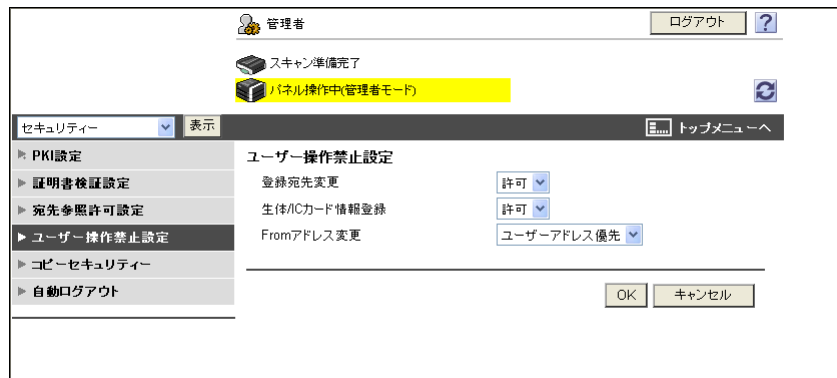 管理者
ログアウト
?
スキャン準備完了
パネル操作中(管理者モード)
セキュリティー
表示
トップメニューへ
PKI設定
証明書検証設定
宛先参照許可設定
ユーザー操作禁止設定
コピーセキュリティー
自動ログアウト
ユーザー操作禁止設定
登録宛先変更
許可
生体/ICカード情報登録
許可
Fromアドレス変更
ユーザーアドレス優先
OK
キャンセル